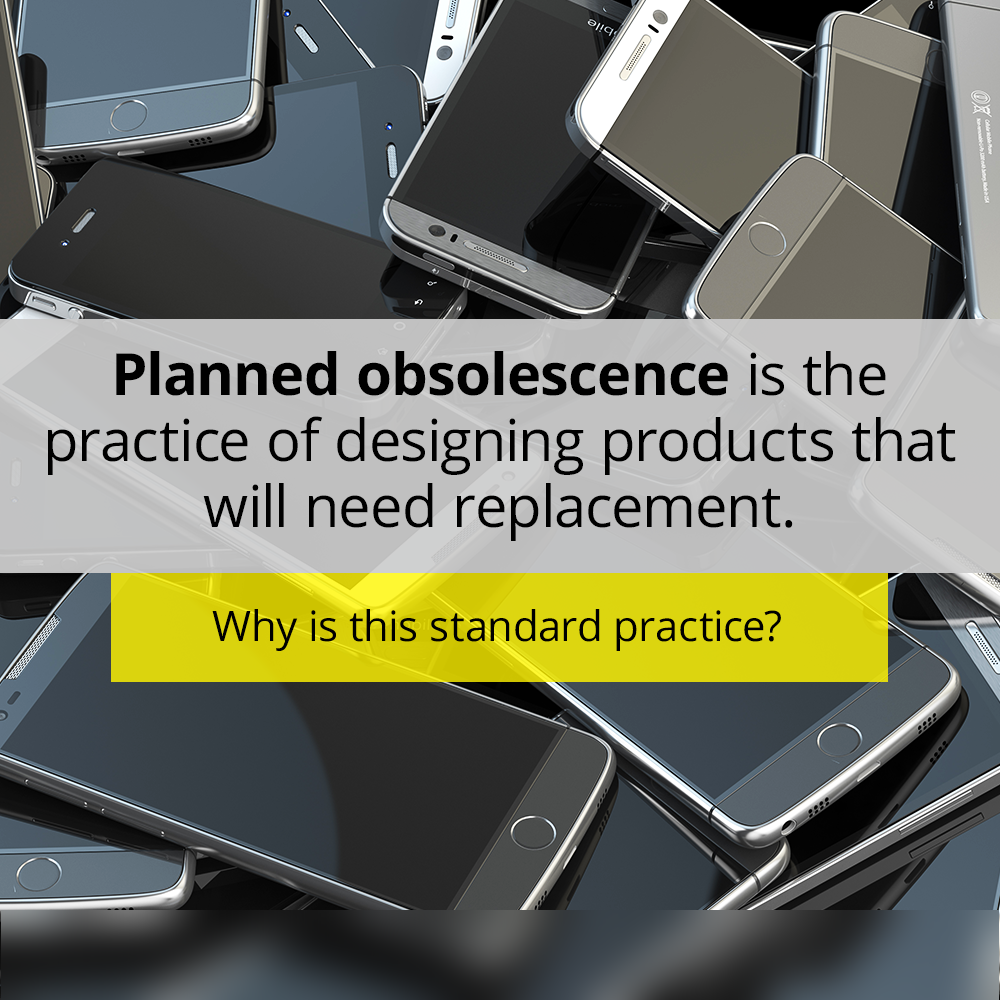 Planned obsolescence is the
practice of designing products that
will need replacement.
Why is this standard practice?